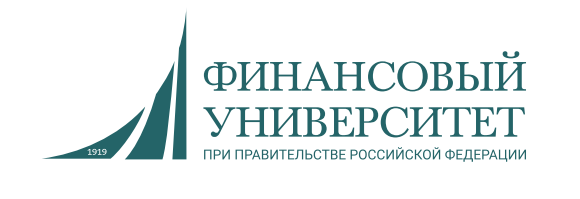 1919
ФИНАНСОВЫЙ
УНИВЕРСИТЕТ
ПРИ ПРАВИТЕЛЬСТВЕ РОССИЙСКОЙ ФЕДЕРАЦИИ